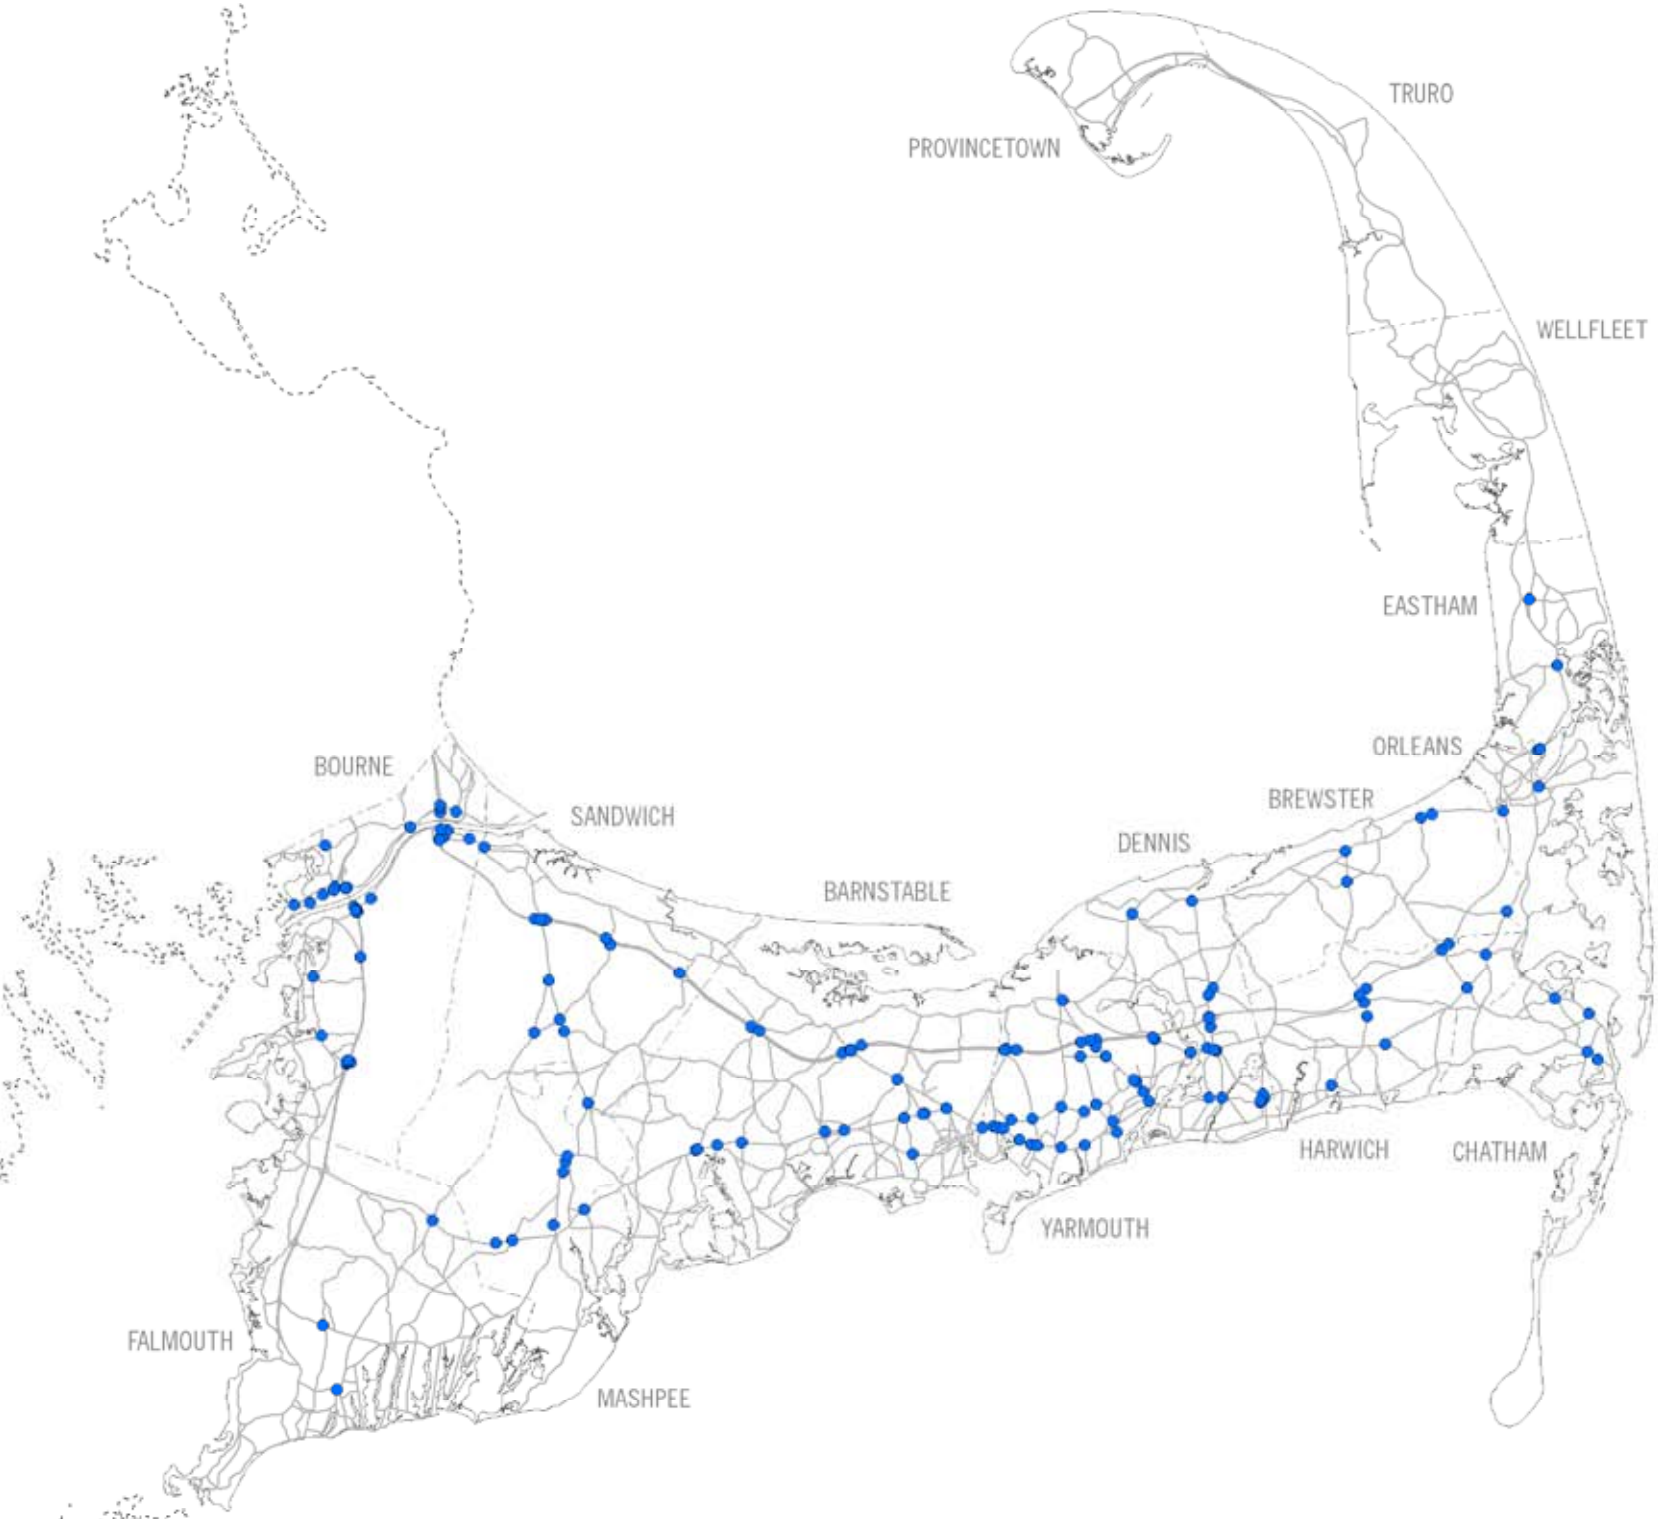 TRURO
PROVINCETOWN
WELLFLEET
EASTHAM
ORLEANS
BOURNE
BREWSTER
SANDWICH
DENNIS
BARNSTABLE
HARWICH
CHATHAM
YARMOUTH
FALMOUTH
MASHPEE